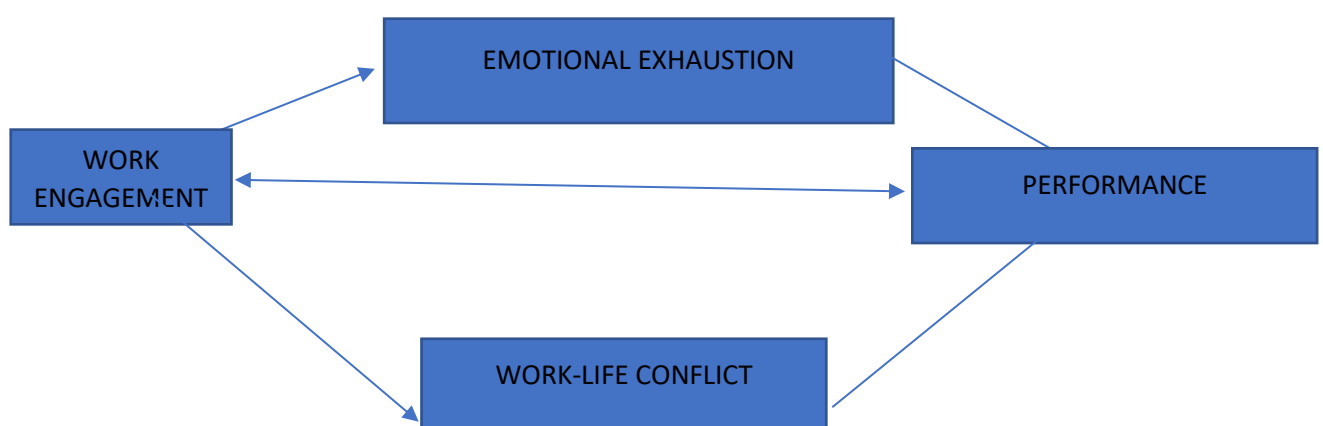 EMOTIONAL EXHAUSTION
WORK
ENGAGEMENT
PERFORMANCE
WORK-LIFE CONFLICT